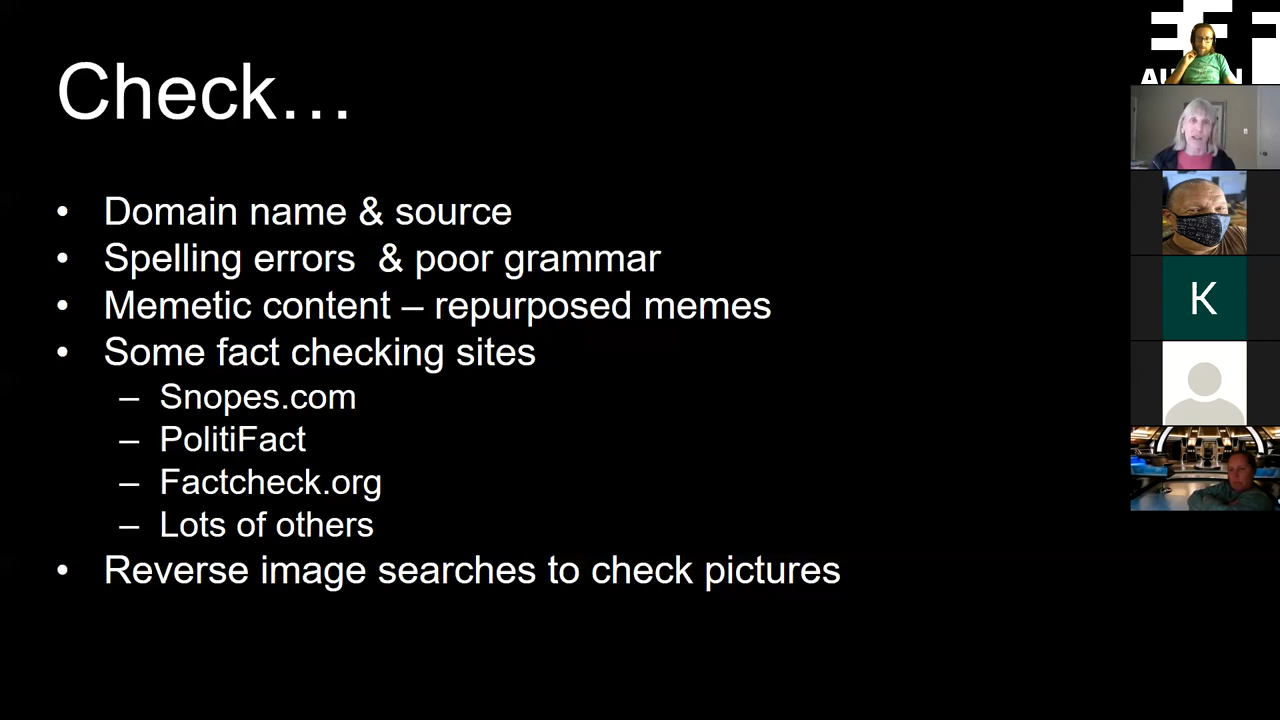 Check…
• Domain name & source
• Spelling errors  & poor grammar
• Memetic content – repurposed memes
• Some fact checking sites
– Snopes.com
– PolitiFact
– Factcheck.org
– Lots of others
• Reverse image searches to check pictures
K